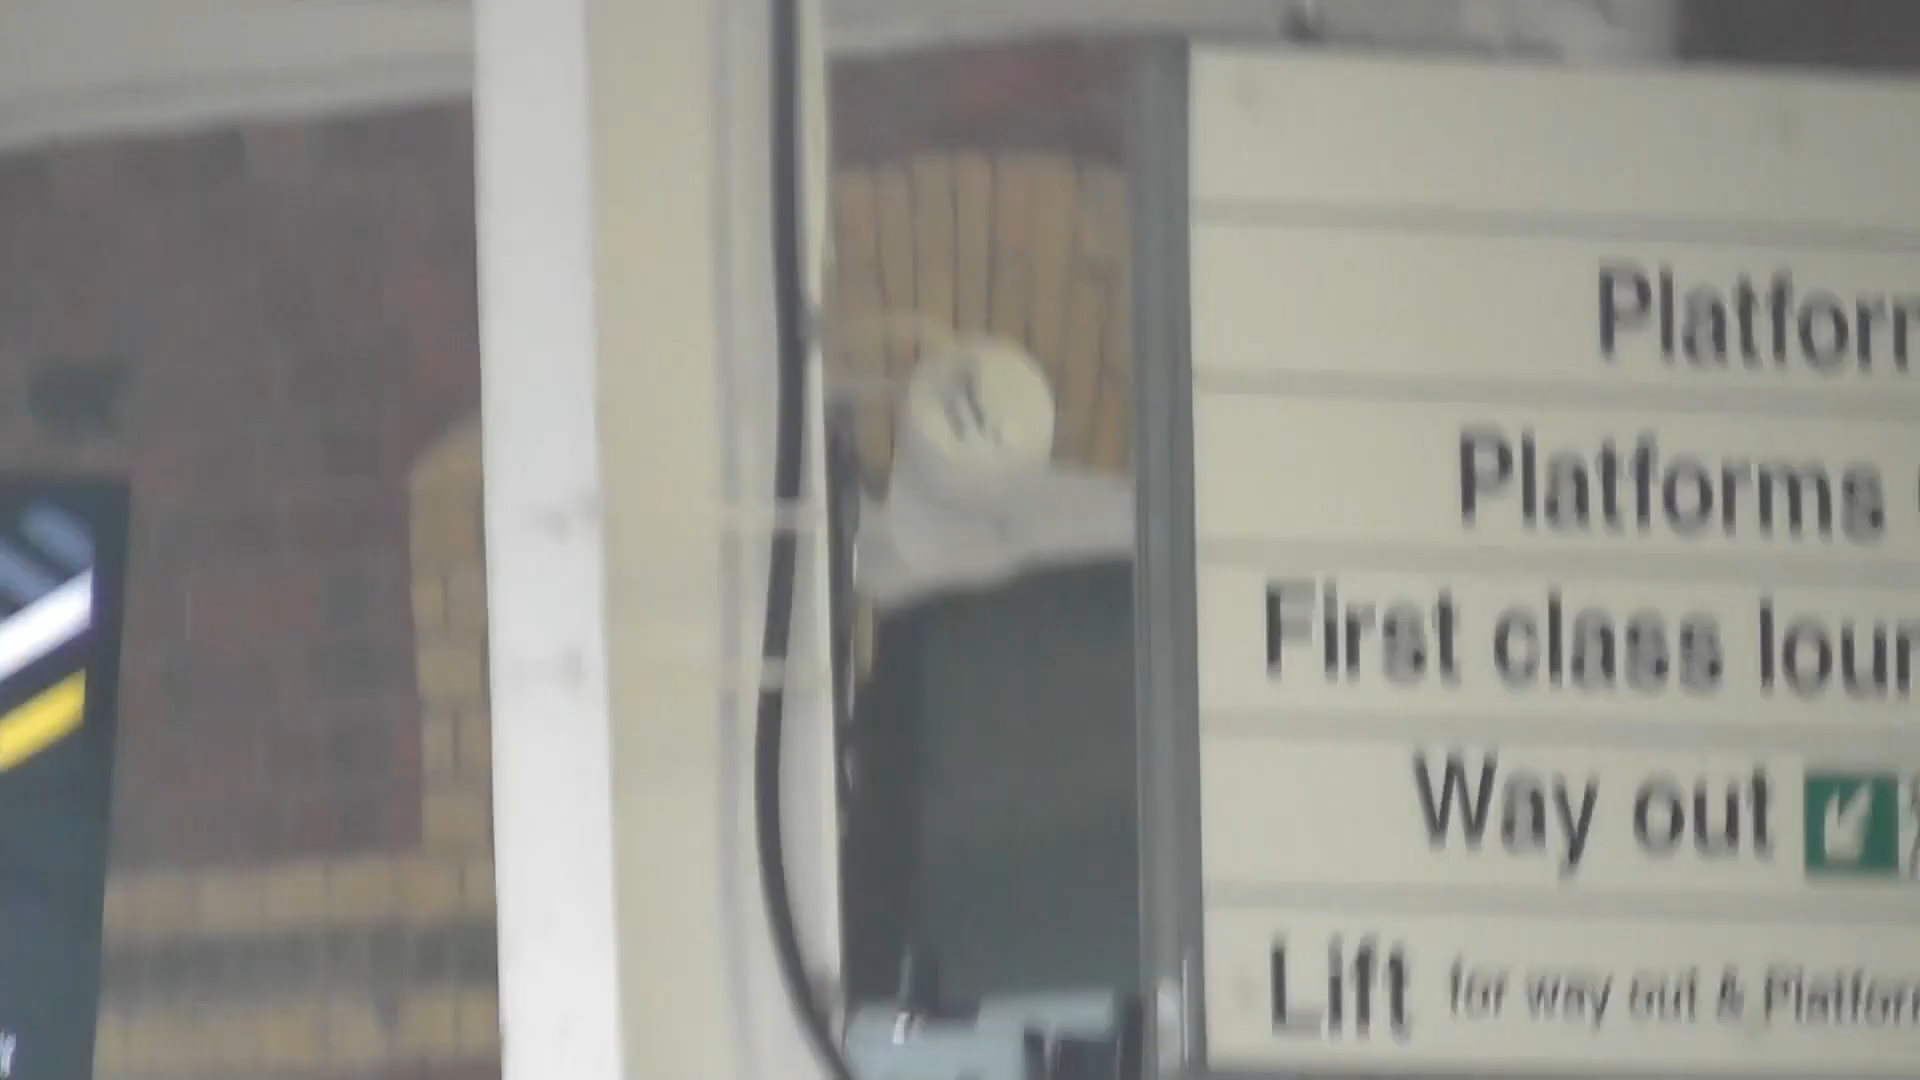 Platfor
Platforms
First class lou
Way out
Lift for way out & Platfor